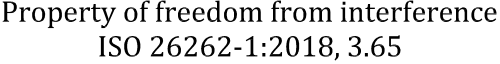 Property of freedom from interference
ISO 26262-1:2018, 3.65